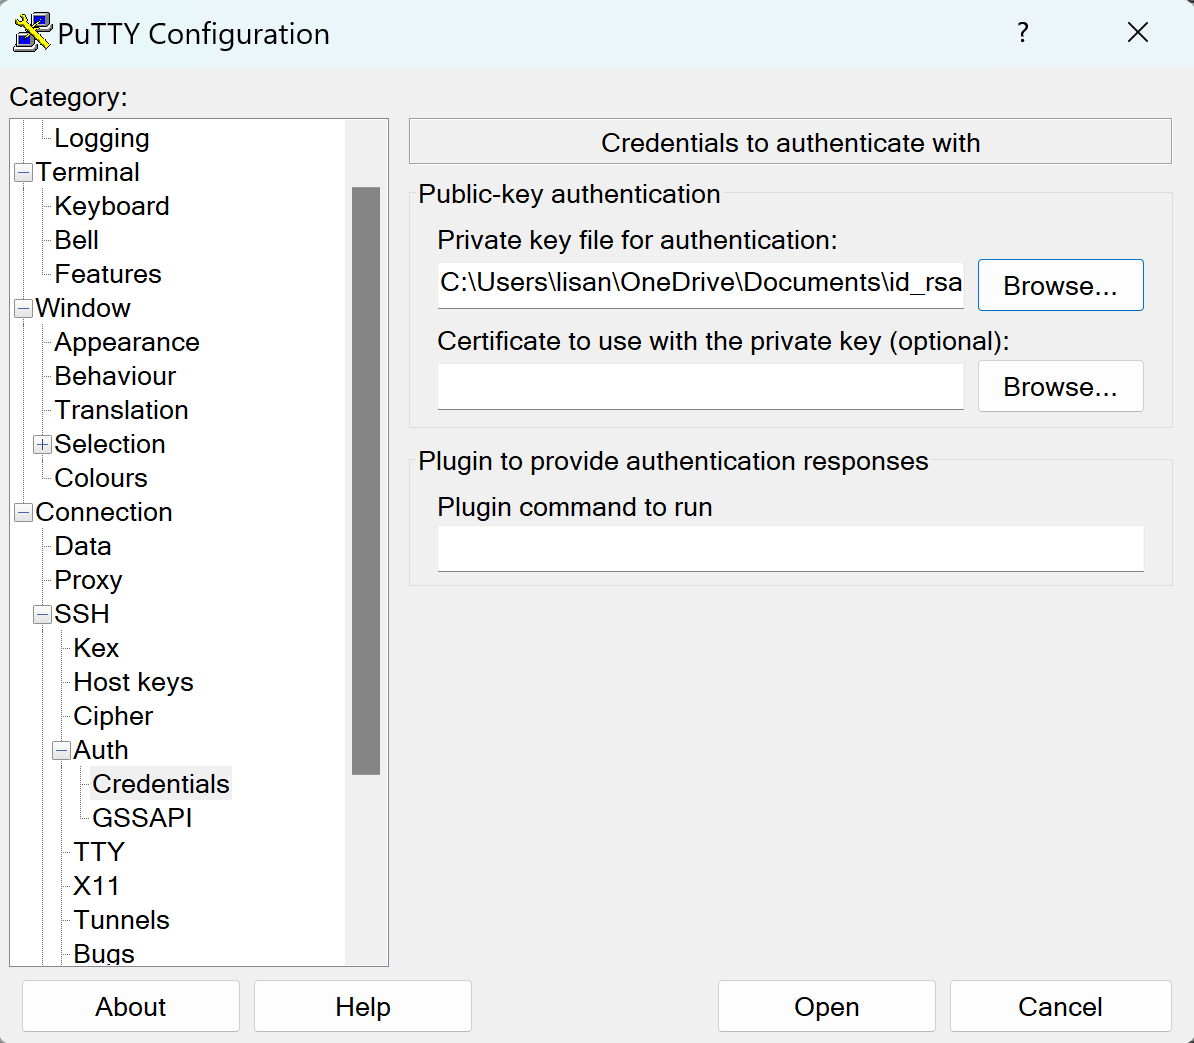 PuTTY Configuration
?
Category:
Logging
Terminal
Keyboard
Bell
Features
Window
Appearance
Behaviour
Translation
Selection
Colours
Connection
Data
Proxy
SSH
Kex
Host keys
Cipher
Auth
Credentials
GSSAPI
TTY
X11
Tunnels
Bugs
Credentials to authenticate with
Public-key authentication
Private key file for authentication:
C:\Users\lisan\OneDrive\Documents\id_rsa
Browse...
Certificate to use with the private key (optional):
Browse...
Plugin to provide authentication responses
Plugin command to run
About
Help
Open
Cancel